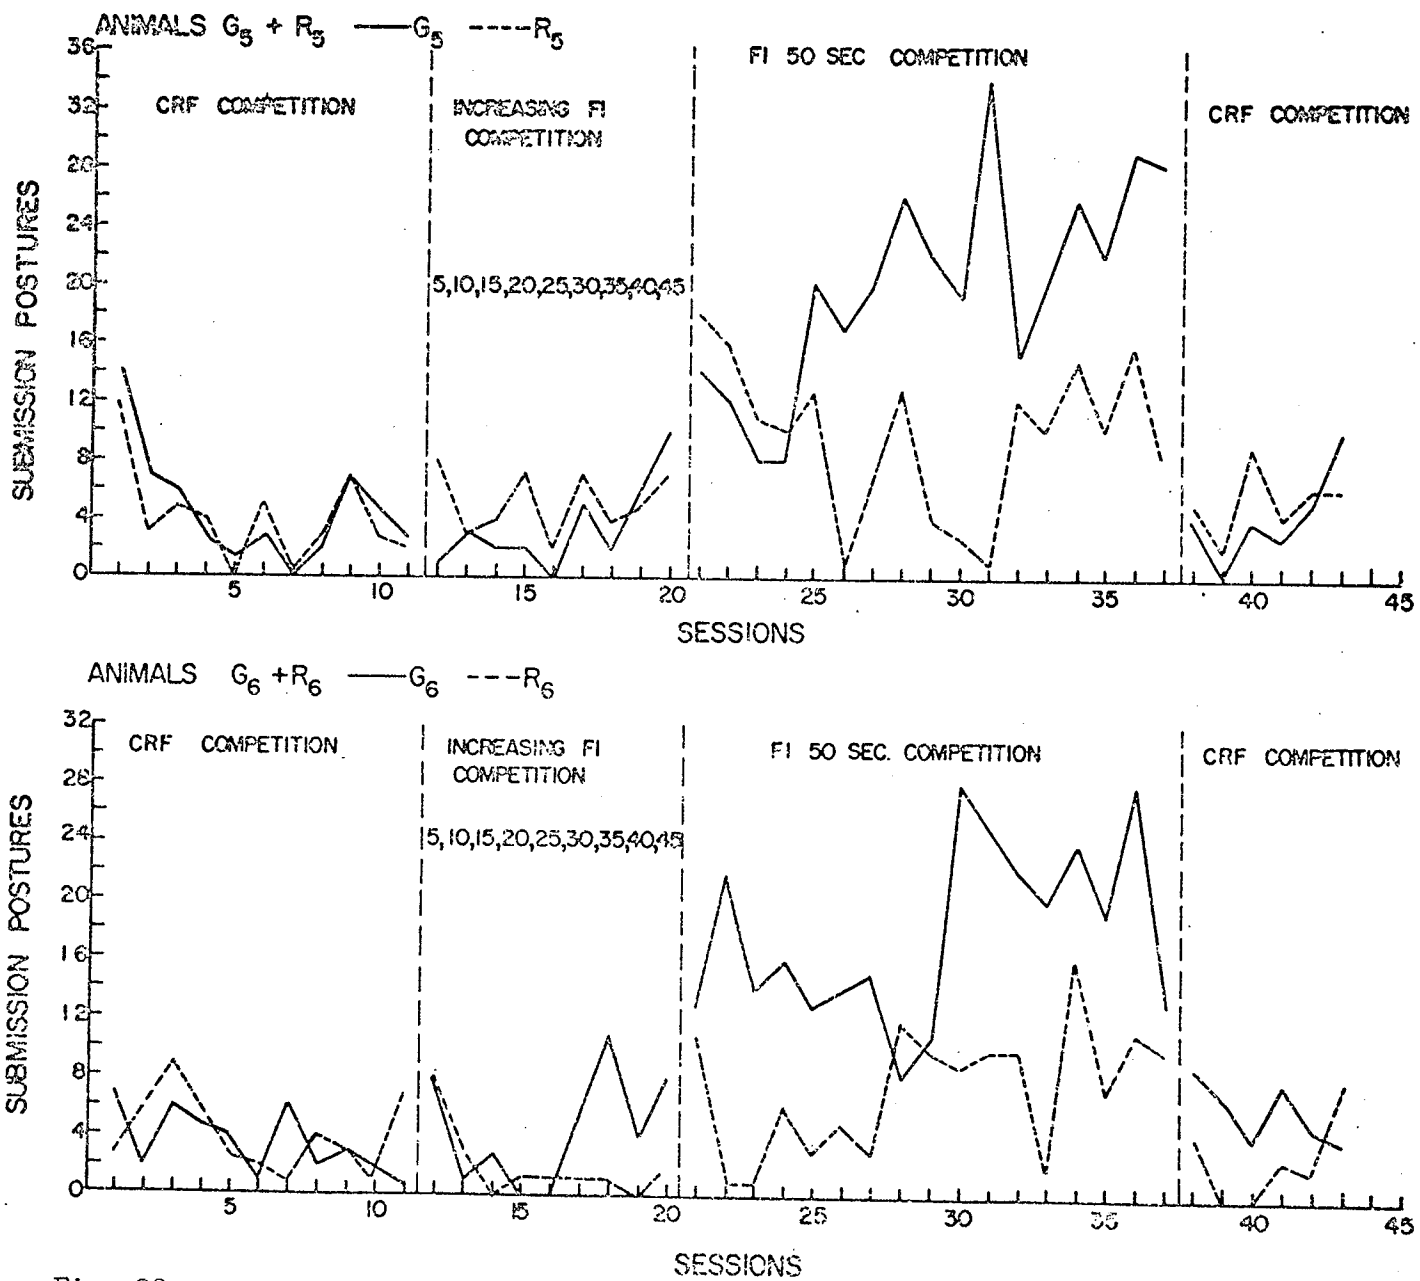 ANIMALS G5 + R5 —G5 ----R5
FI 50 SEC COMPETITION
CRF COMPETITION
INCREASING FI
COMPETITION
CRF COMPETITION
5,10,15,20,25,30,35,40,45
SUBMISSION POSTURES
36
32
28
24
20
16
12
8
4
0
5 10 15 20 25 30 35 40 45
SESSIONS
ANIMALS G6 +R6 —G6 ---R6
CRF COMPETITION
INCREASING FI
COMPETITION
FI 50 SEC. COMPETITION
CRF COMPETITION
5,10,15,20,25,30,35,40,45
SUBMISSION POSTURES
32
28
24
20
16
12
8
4
0
5 10 15 20 25 30 35 40 45
SESSIONS